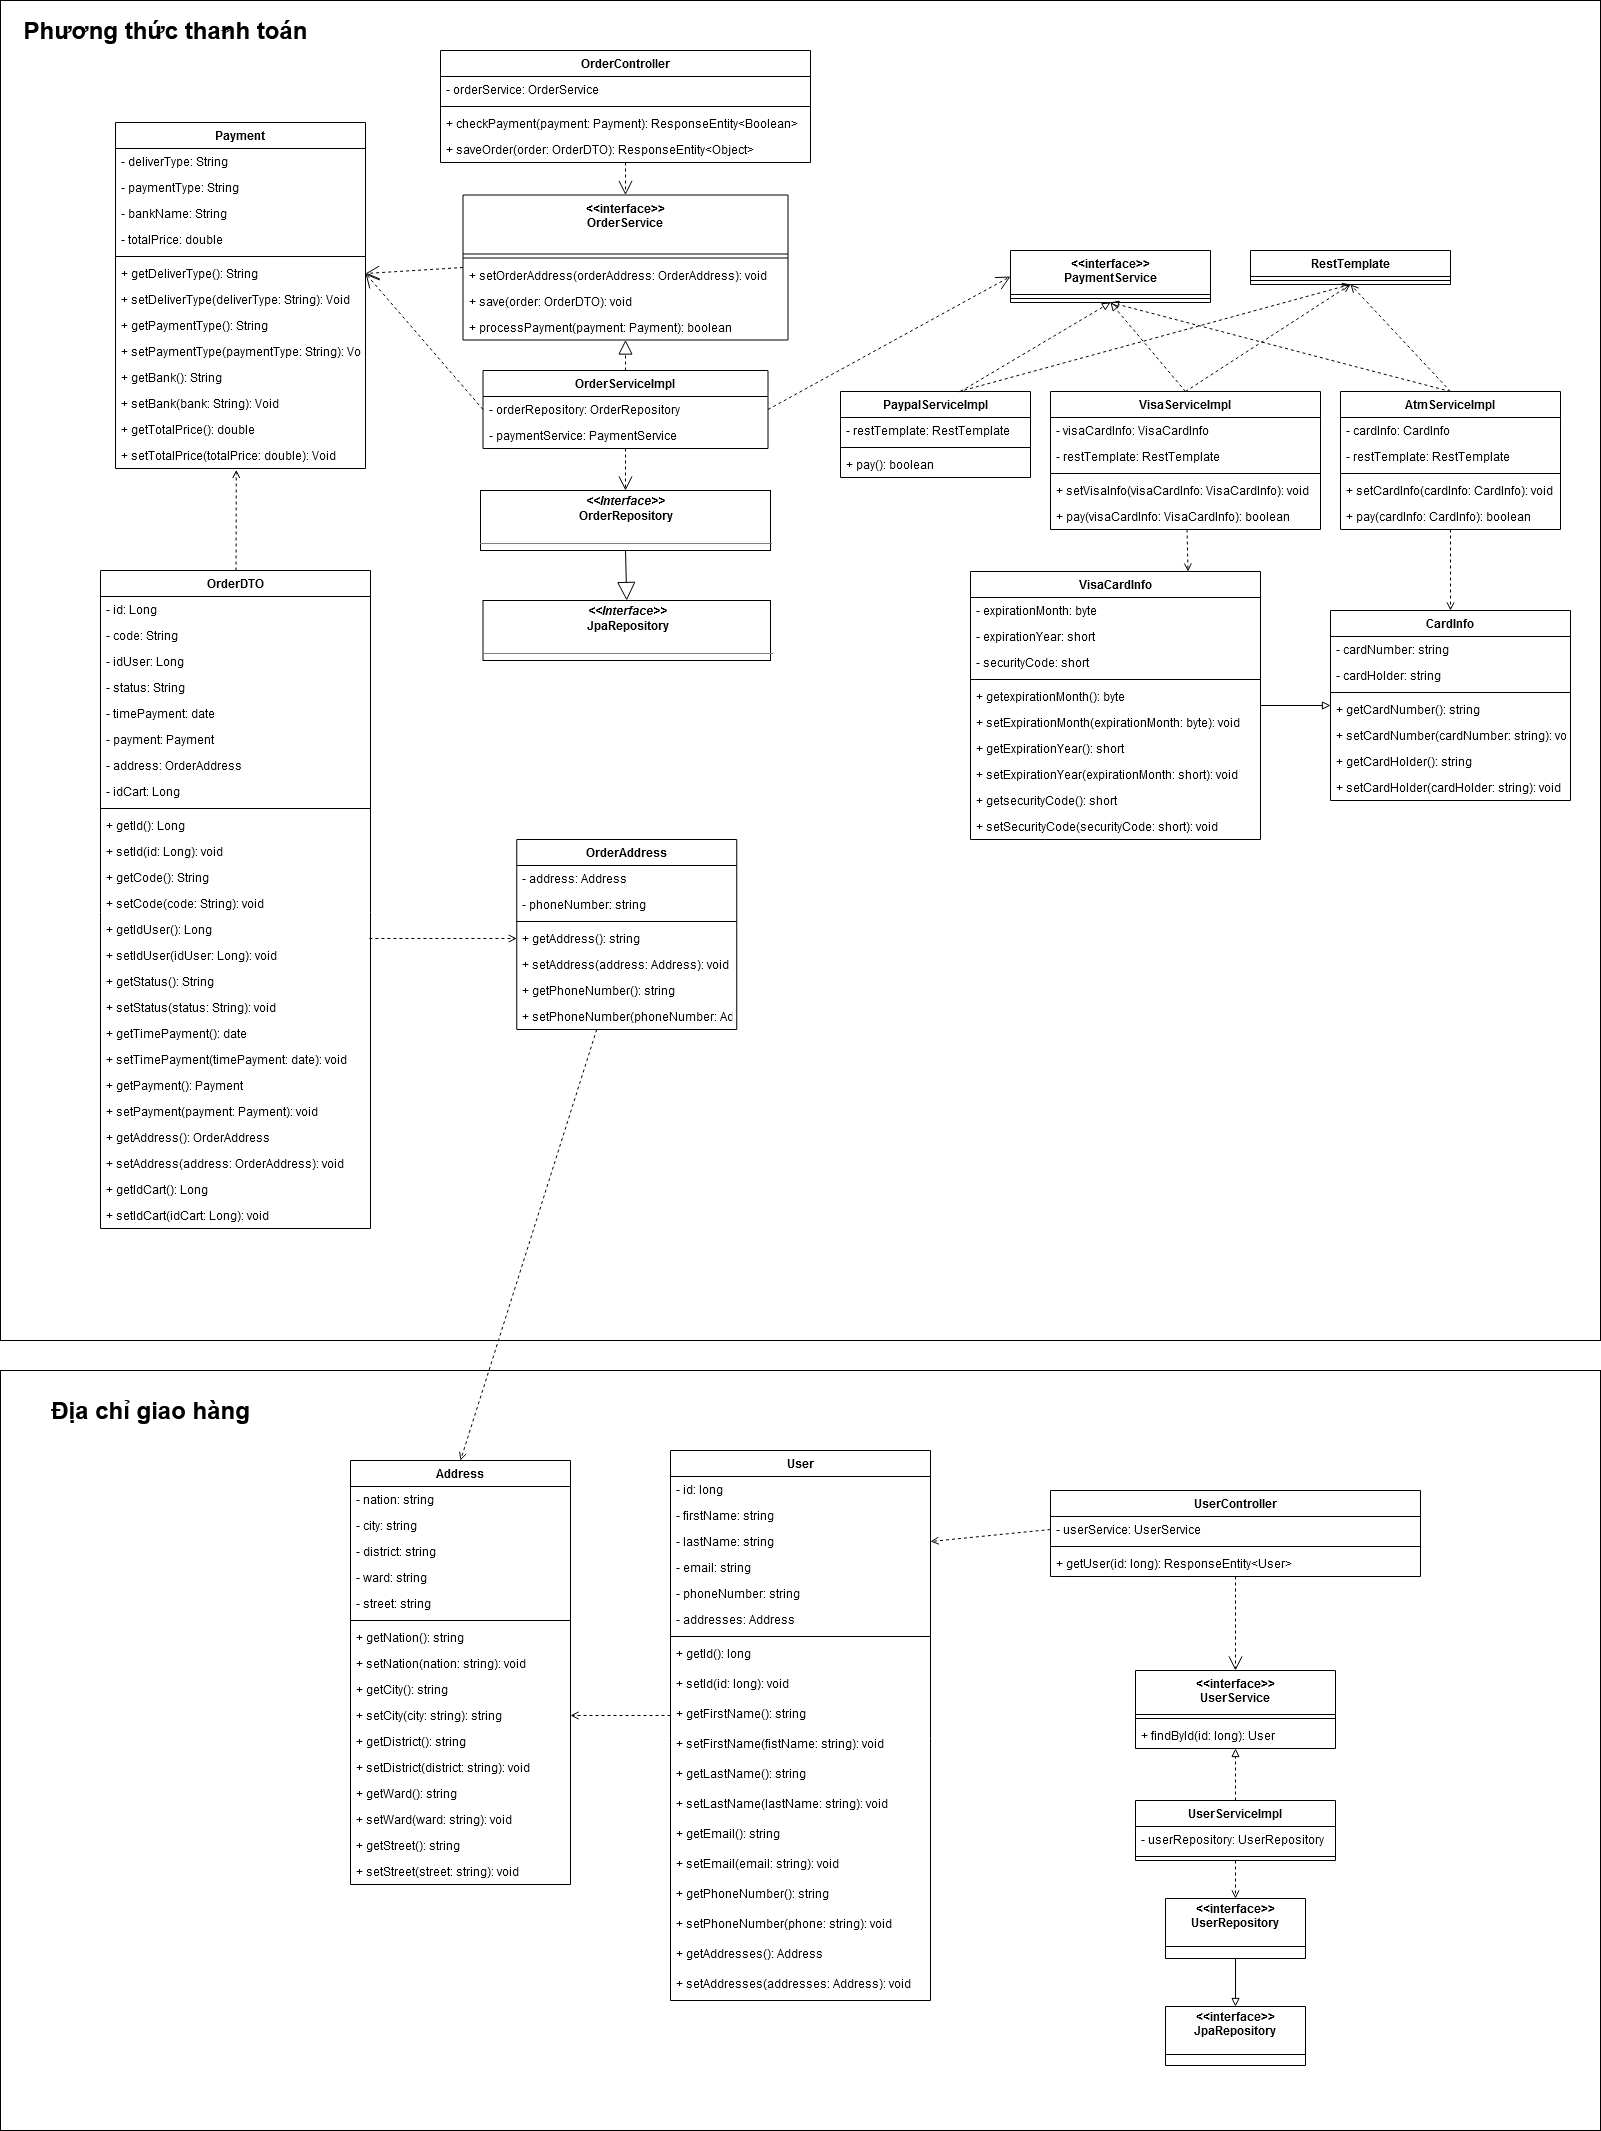 Phương thức thanh toán
OrderController
- orderService: OrderService
+ checkPayment(payment: Payment): ResponseEntity<Boolean>
+ saveOrder(order: OrderDTO): ResponseEntity<Object>
Payment
- deliverType: String
- paymentType: String
- bankName: String
- totalPrice: double
+ getDeliverType(): String
+ setDeliverType(deliverType: String): Void
+ getPaymentType(): String
+ setPaymentType(paymentType: String): Vo
+ getBank(): String
+ setBank(bank: String): Void
+ getTotalPrice(): double
+ setTotalPrice(totalPrice: double): Void
<<interface>>
OrderService
+ setOrderAddress(orderAddress: OrderAddress): void
+ save(order: OrderDTO): void
+ processPayment(payment: Payment): boolean
<<interface>>
PaymentService
RestTemplate
OrderServiceImpl
- orderRepository: OrderRepository
- paymentService: PaymentService
PaypalServiceImpl
- restTemplate: RestTemplate
+ pay(): boolean
VisaServiceImpl
- visaCardInfo: VisaCardInfo
- restTemplate: RestTemplate
+ setVisaInfo(visaCardInfo: VisaCardInfo): void
+ pay(visaCardInfo: VisaCardInfo): boolean
AtmServiceImpl
- cardInfo: CardInfo
- restTemplate: RestTemplate
+ setCardInfo(cardInfo: CardInfo): void
+ pay(cardInfo: CardInfo): boolean
<<Interface>>
OrderRepository
<<Interface>>
JpaRepository
OrderDTO
- id: Long
- code: String
- idUser: Long
- status: String
- timePayment: date
- payment: Payment
- address: OrderAddress
- idCart: Long
+ getId(): Long
+ setId(id: Long): void
+ getCode(): String
+ setCode(code: String): void
+ getIdUser(): Long
+ setIdUser(idUser: Long): void
+ getStatus(): String
+ setStatus(status: String): void
+ getTimePayment(): date
+ setTimePayment(timePayment: date): void
+ getPayment(): Payment
+ setPayment(payment: Payment): void
+ getAddress(): OrderAddress
+ setAddress(address: OrderAddress): void
+ getIdCart(): Long
+ setIdCart(idCart: Long): void
VisaCardInfo
- expirationMonth: byte
- expirationYear: short
- securityCode: short
+ getexpirationMonth(): byte
+ setExpirationMonth(expirationMonth: byte): void
+ getExpirationYear(): short
+ setExpirationYear(expirationMonth: short): void
+ getsecurityCode(): short
+ setSecurityCode(securityCode: short): void
CardInfo
- cardNumber: string
- cardHolder: string
+ getCardNumber(): string
+ setCardNumber(cardNumber: string): vo
+ getCardHolder(): string
+ setCardHolder(cardHolder: string): void
OrderAddress
- address: Address
- phoneNumber: string
+ getAddress(): string
+ setAddress(address: Address): void
+ getPhoneNumber(): string
+ setPhoneNumber(phoneNumber: Ad
Địa chỉ giao hàng
Address
- nation: string
- city: string
- district: string
- ward: string
- street: string
+ getNation(): string
+ setNation(nation: string): void
+ getCity(): string
+ setCity(city: string): string
+ getDistrict(): string
+ setDistrict(district: string): void
+ getWard(): string
+ setWard(ward: string): void
+ getStreet(): string
+ setStreet(street: string): void
User
- id: long
- firstName: string
- lastName: string
- email: string
- phoneNumber: string
- addresses: Address
+ getId(): long
+ setId(id: long): void
+ getFirstName(): string
+ setFirstName(fistName: string): void
+ getLastName(): string
+ setLastName(lastName: string): void
+ getEmail(): string
+ setEmail(email: string): void
+ getPhoneNumber(): string
+ setPhoneNumber(phone: string): void
+ getAddresses(): Address
+ setAddresses(addresses: Address): void
UserController
- userService: UserService
+ getUser(id: long): ResponseEntity<User>
<<interface>>
UserService
+ findById(id: long): User
UserServiceImpl
- userRepository: UserRepository
<<interface>>
UserRepository
<<interface>>
JpaRepository